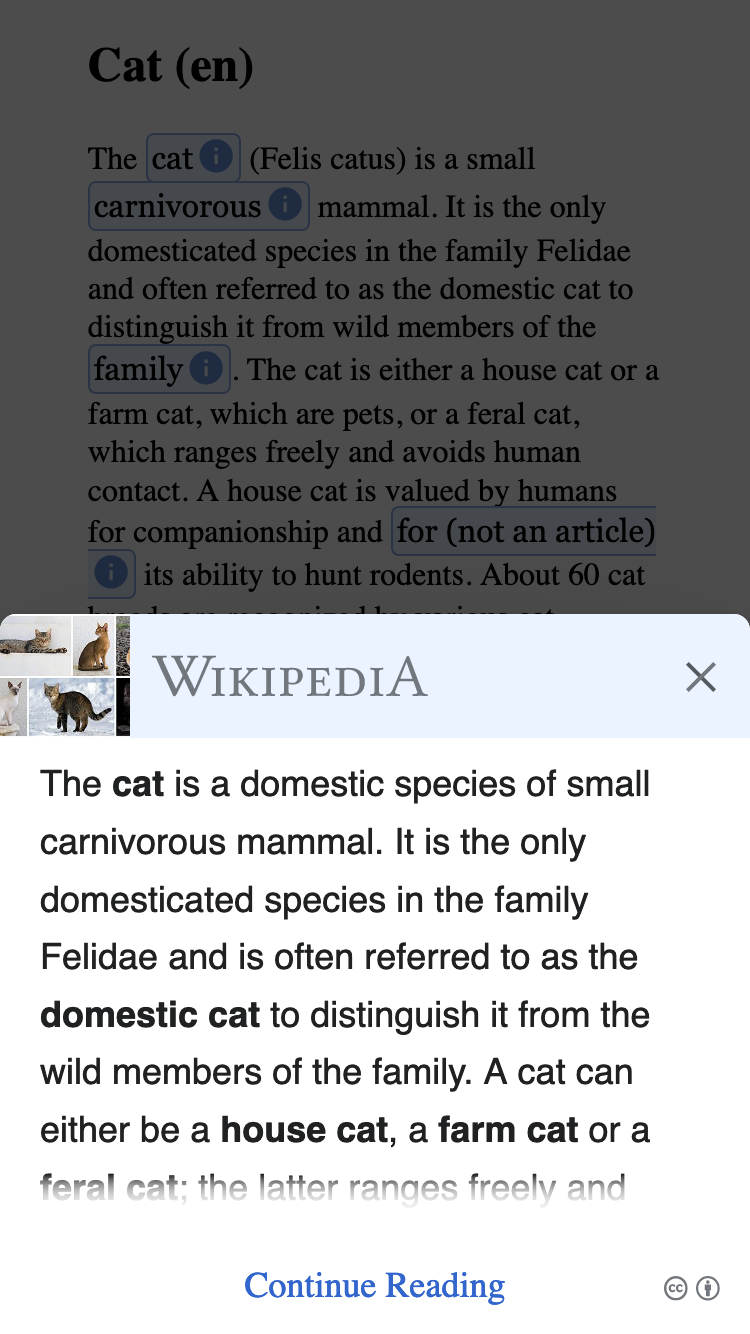 Cat (en)
The cat i (Felis catus) is a small
carnivorous i mammal. It is the only
domesticated species in the family Felidae
and often referred to as the domestic cat to
distinguish it from wild members of the
family i . The cat is either a house cat or a
farm cat, which are pets, or a feral cat,
which ranges freely and avoids human
contact. A house cat is valued by humans
for companionship and for (not an article)
i its ability to hunt rodents. About 60 cat
WIKIPEDIA
The cat is a domestic species of small
carnivorous mammal. It is the only
domesticated species in the family
Felidae and is often referred to as the
domestic cat to distinguish it from the
wild members of the family. A cat can
either be a house cat, a farm cat or a
feral cat; the latter ranges freely and
Continue Reading
cc